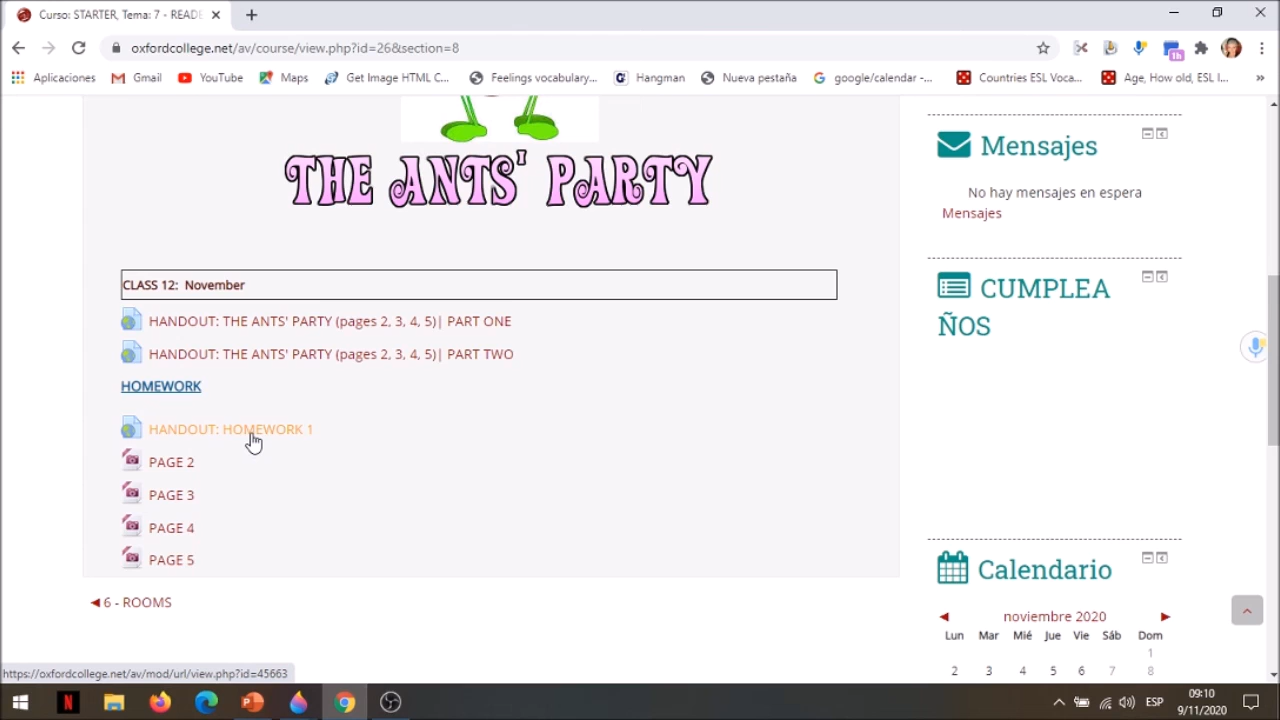 Curso: STARTER, Tema: 7 - READE
oxfordcollege.net/av/course/view.php?id=26&section=8
Aplicaciones
Gmail
YouTube
Maps
Get Image HTML C...
Feelings vocabulary...
Hangman
Nueva pestaña
google/calendar -...
Countries ESL Voca...
Age, How old, ESL I...
»
1h
THE ANTS' PARTY
CLASS 12: November
HANDOUT: THE ANTS' PARTY (pages 2, 3, 4, 5)| PART ONE
HANDOUT: THE ANTS' PARTY (pages 2, 3, 4, 5)| PART TWO
HOMEWORK
HANDOUT: HOMEWORK 1
PAGE 2
PAGE 3
PAGE 4
PAGE 5
◀ 6 - ROOMS
Mensajes
No hay mensajes en espera
Mensajes
CUMPLEA
ÑOS
Calendario
◀ noviembre 2020 ▶
Lun Mar Mié Jue Vie Sáb Dom
1
2 3 4 5 6 7 8
https://oxfordcollege.net/av/mod/url/view.php?id=45663
ESP
09:10
9/11/2020